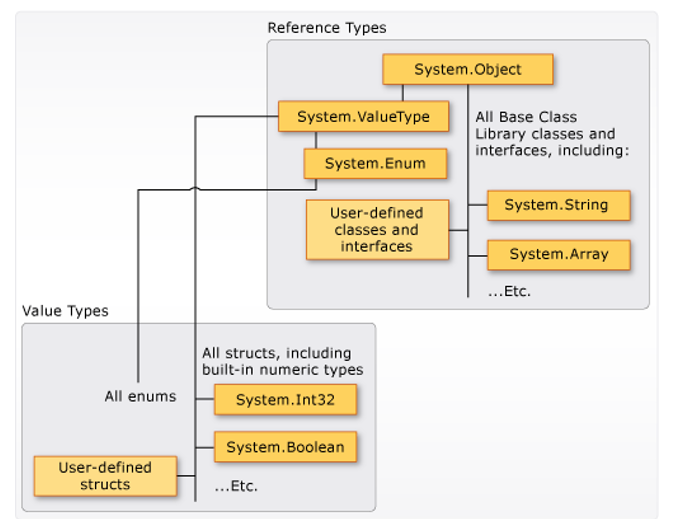 Reference Types
System.Object
System.ValueType
All Base Class
Library classes and
interfaces, including:
System.Enum
System.String
User-defined
classes and
interfaces
System.Array
...Etc.
Value Types
All structs, including
built-in numeric types
All enums
System.Int32
System.Boolean
User-defined
structs
...Etc.